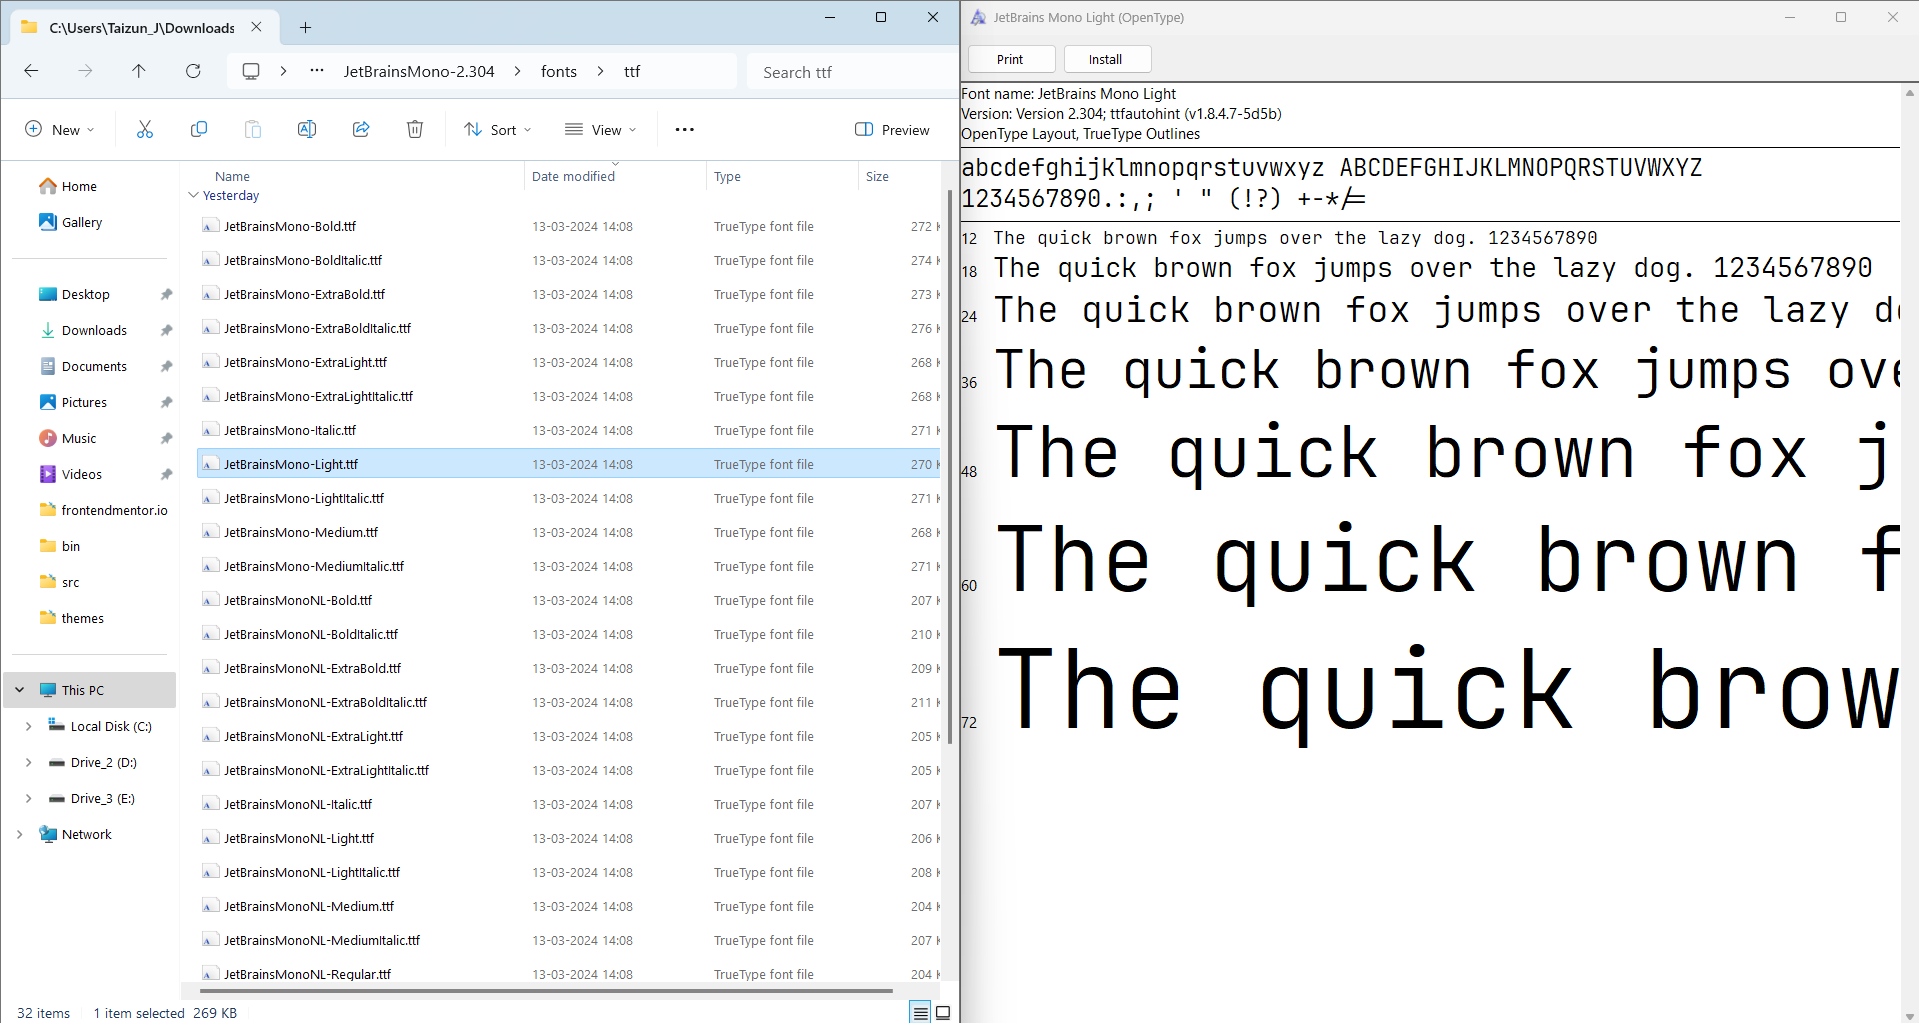 C:\Users\Taizun_J\Downloads
JetBrainsMono-2.304 > fonts > ttf
Search ttf
New
Sort
View
Preview
Home
Gallery
Desktop
Downloads
Documents
Pictures
Music
Videos
frontendmentor.io
bin
src
themes
This PC
Local Disk (C:)
Drive_2 (D:)
Drive_3 (E:)
Network
Name Date modified Type Size
Yesterday
JetBrainsMono-Bold.ttf 13-03-2024 14:08 TrueType font file 272 K
JetBrainsMono-BoldItalic.ttf 13-03-2024 14:08 TrueType font file 274 K
JetBrainsMono-ExtraBold.ttf 13-03-2024 14:08 TrueType font file 273 K
JetBrainsMono-ExtraBoldItalic.ttf 13-03-2024 14:08 TrueType font file 276 K
JetBrainsMono-ExtraLight.ttf 13-03-2024 14:08 TrueType font file 268 K
JetBrainsMono-ExtraLightItalic.ttf 13-03-2024 14:08 TrueType font file 268 K
JetBrainsMono-Italic.ttf 13-03-2024 14:08 TrueType font file 271 K
JetBrainsMono-Light.ttf 13-03-2024 14:08 TrueType font file 270 K
JetBrainsMono-LightItalic.ttf 13-03-2024 14:08 TrueType font file 271 K
JetBrainsMono-Medium.ttf 13-03-2024 14:08 TrueType font file 268 K
JetBrainsMono-MediumItalic.ttf 13-03-2024 14:08 TrueType font file 271 K
JetBrainsMonoNL-Bold.ttf 13-03-2024 14:08 TrueType font file 207 K
JetBrainsMonoNL-BoldItalic.ttf 13-03-2024 14:08 TrueType font file 210 K
JetBrainsMonoNL-ExtraBold.ttf 13-03-2024 14:08 TrueType font file 209 K
JetBrainsMonoNL-ExtraBoldItalic.ttf 13-03-2024 14:08 TrueType font file 211 K
JetBrainsMonoNL-ExtraLight.ttf 13-03-2024 14:08 TrueType font file 205 K
JetBrainsMonoNL-ExtraLightItalic.ttf 13-03-2024 14:08 TrueType font file 205 K
JetBrainsMonoNL-Italic.ttf 13-03-2024 14:08 TrueType font file 207 K
JetBrainsMonoNL-Light.ttf 13-03-2024 14:08 TrueType font file 206 K
JetBrainsMonoNL-LightItalic.ttf 13-03-2024 14:08 TrueType font file 208 K
JetBrainsMonoNL-Medium.ttf 13-03-2024 14:08 TrueType font file 204 K
JetBrainsMonoNL-MediumItalic.ttf 13-03-2024 14:08 TrueType font file 207 K
JetBrainsMonoNL-Regular.ttf 13-03-2024 14:08 TrueType font file 204 K
32 items 1 item selected 269 KB
JetBrains Mono Light (OpenType)
Print
Install
Font name: JetBrains Mono Light
Version: Version 2.304; ttfautohint (v1.8.4.7-5d5b)
OpenType Layout, TrueType Outlines
abcdefghijklmnopqrstuvwxyz ABCDEFGHIJKLMNOPQRSTUVWXYZ
1234567890.:,; ' " (!?) +-*/=
12 The quick brown fox jumps over the lazy dog. 1234567890
18 The quick brown fox jumps over the lazy dog. 1234567890
24 The quick brown fox jumps over the lazy do
36 The quick brown fox jumps ove
48 The quick brown fox j
60 The quick brown f
72 The quick brow